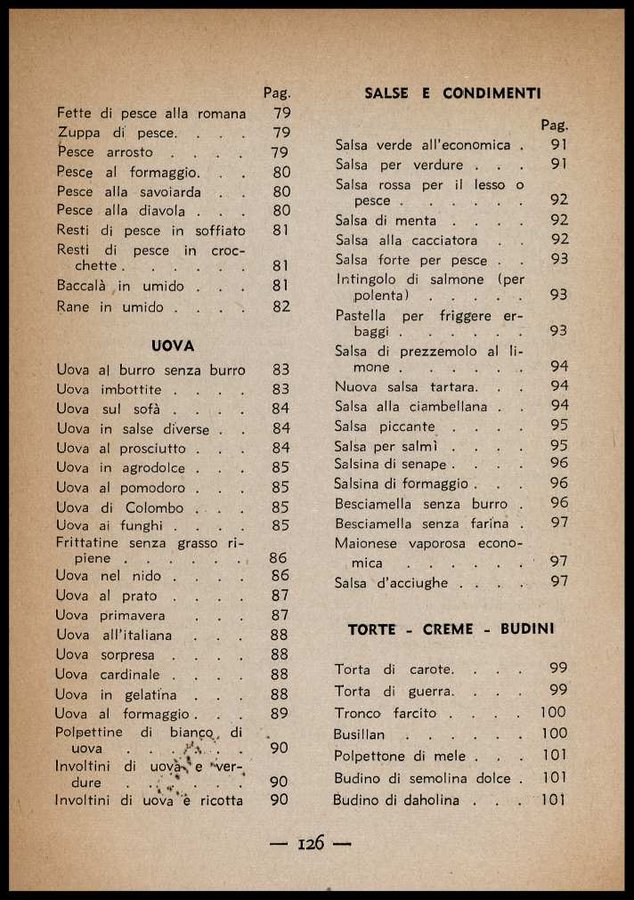 Pag.
Fette di pesce alla romana 79
Zuppa di pesce. . . . 79
Pesce arrosto . . . . 79
Pesce al formaggio. . . 80
Pesce alla savoiarda . . 80
Pesce alla diavola . . . 80
Resti di pesce in soffiato 81
Resti di pesce in croc-
chette . . . . . . 81
Baccalà in umido . . . 81
Rane in umido . . . . 82
UOVA
Uova al burro senza burro 83
Uova imbottite . . . . 83
Uova sul sofà . . . . 84
Uova in salse diverse . . 84
Uova al prosciutto . . . 84
Uova in agrodolce . . . 85
Uova al pomodoro . . . 85
Uova di Colombo . . . 85
Uova ai funghi . . . . 85
Frittatine senza grasso ri-
piene . . . . . . 86
Uova nel nido . . . . 86
Uova al prato . . . . 87
Uova primavera . . . 87
Uova all'italiana . . . 88
Uova sorpresa . . . . 88
Uova cardinale . . . . 88
Uova in gelatina . . . 88
Uova al formaggio . . . 89
Polpettine di bianco di
uova . . . . . . 90
Involtini di uova e ver-
dure . . . . . . 90
Involtini di uova e ricotta 90
SALSE E CONDIMENTI
Pag.
Salsa verde all'economica . 91
Salsa per verdure . . . 91
Salsa rossa per il lesso o
pesce . . . . . . 92
Salsa di menta . . . . 92
Salsa alla cacciatora . . 92
Salsa forte per pesce . . 93
Intingolo di salmone (per
polenta) . . . . . 93
Pastella per friggere er-
baggi . . . . . . 93
Salsa di prezzemolo al li-
mone . . . . . . 94
Nuova salsa tartara. . . 94
Salsa alla ciambellana . . 94
Salsa piccante . . . . 95
Salsa per salmì . . . . 95
Salsina di senape . . . . 96
Salsina di formaggio . . . 96
Besciamella senza burro . 96
Besciamella senza farina . 97
Maionese vaporosa econo-
mica . . . . . . 97
Salsa d'acciughe . . . . 97
TORTE - CREME - BUDINI
Torta di carote. . . . 99
Torta di guerra. . . . 99
Tronco farcito . . . . 100
Busillan . . . . . . 100
Polpettone di mele . . . 101
Budino di semolina dolce . 101
Budino di daholina . . . 101
— 126 —